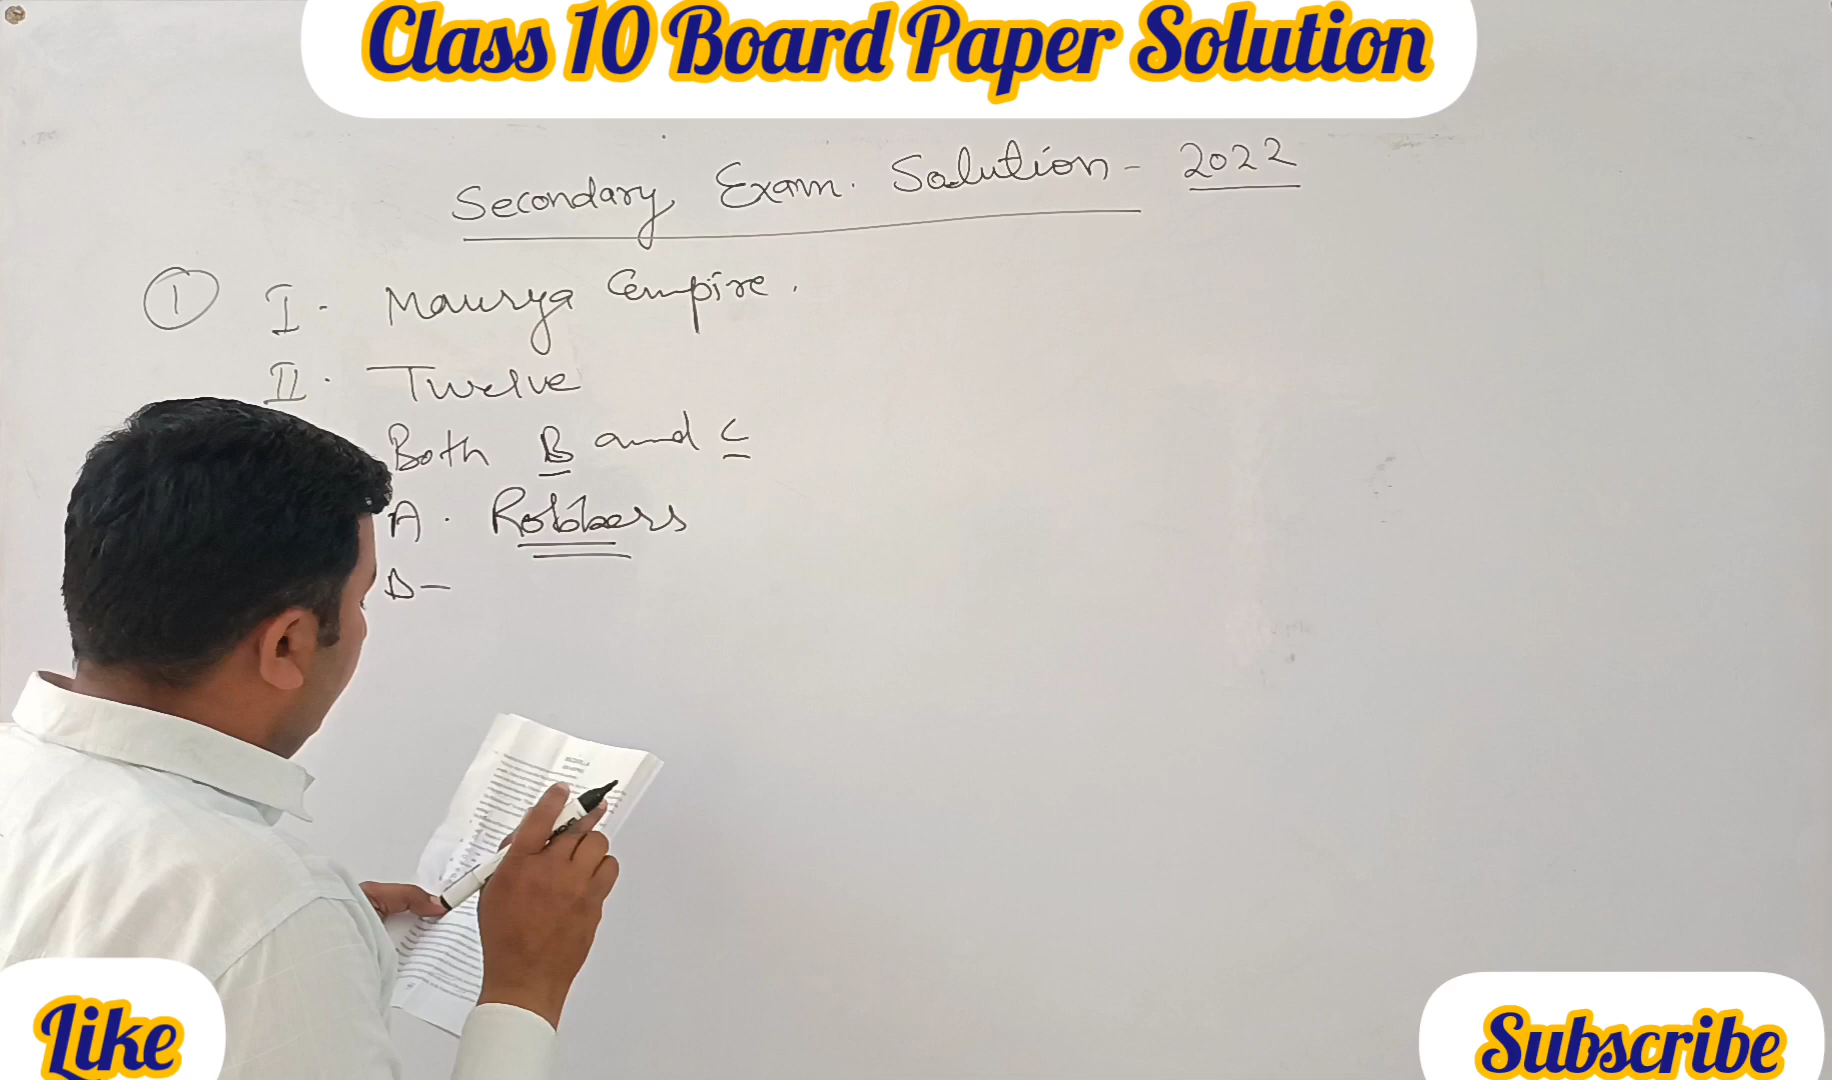 Class 10 Board Paper Solution
Secondary Exam. Solution - 2022
① I. Maurya Empire.
II. Twelve
Both B and C
A. Robbers
D-
Like
Subscribe